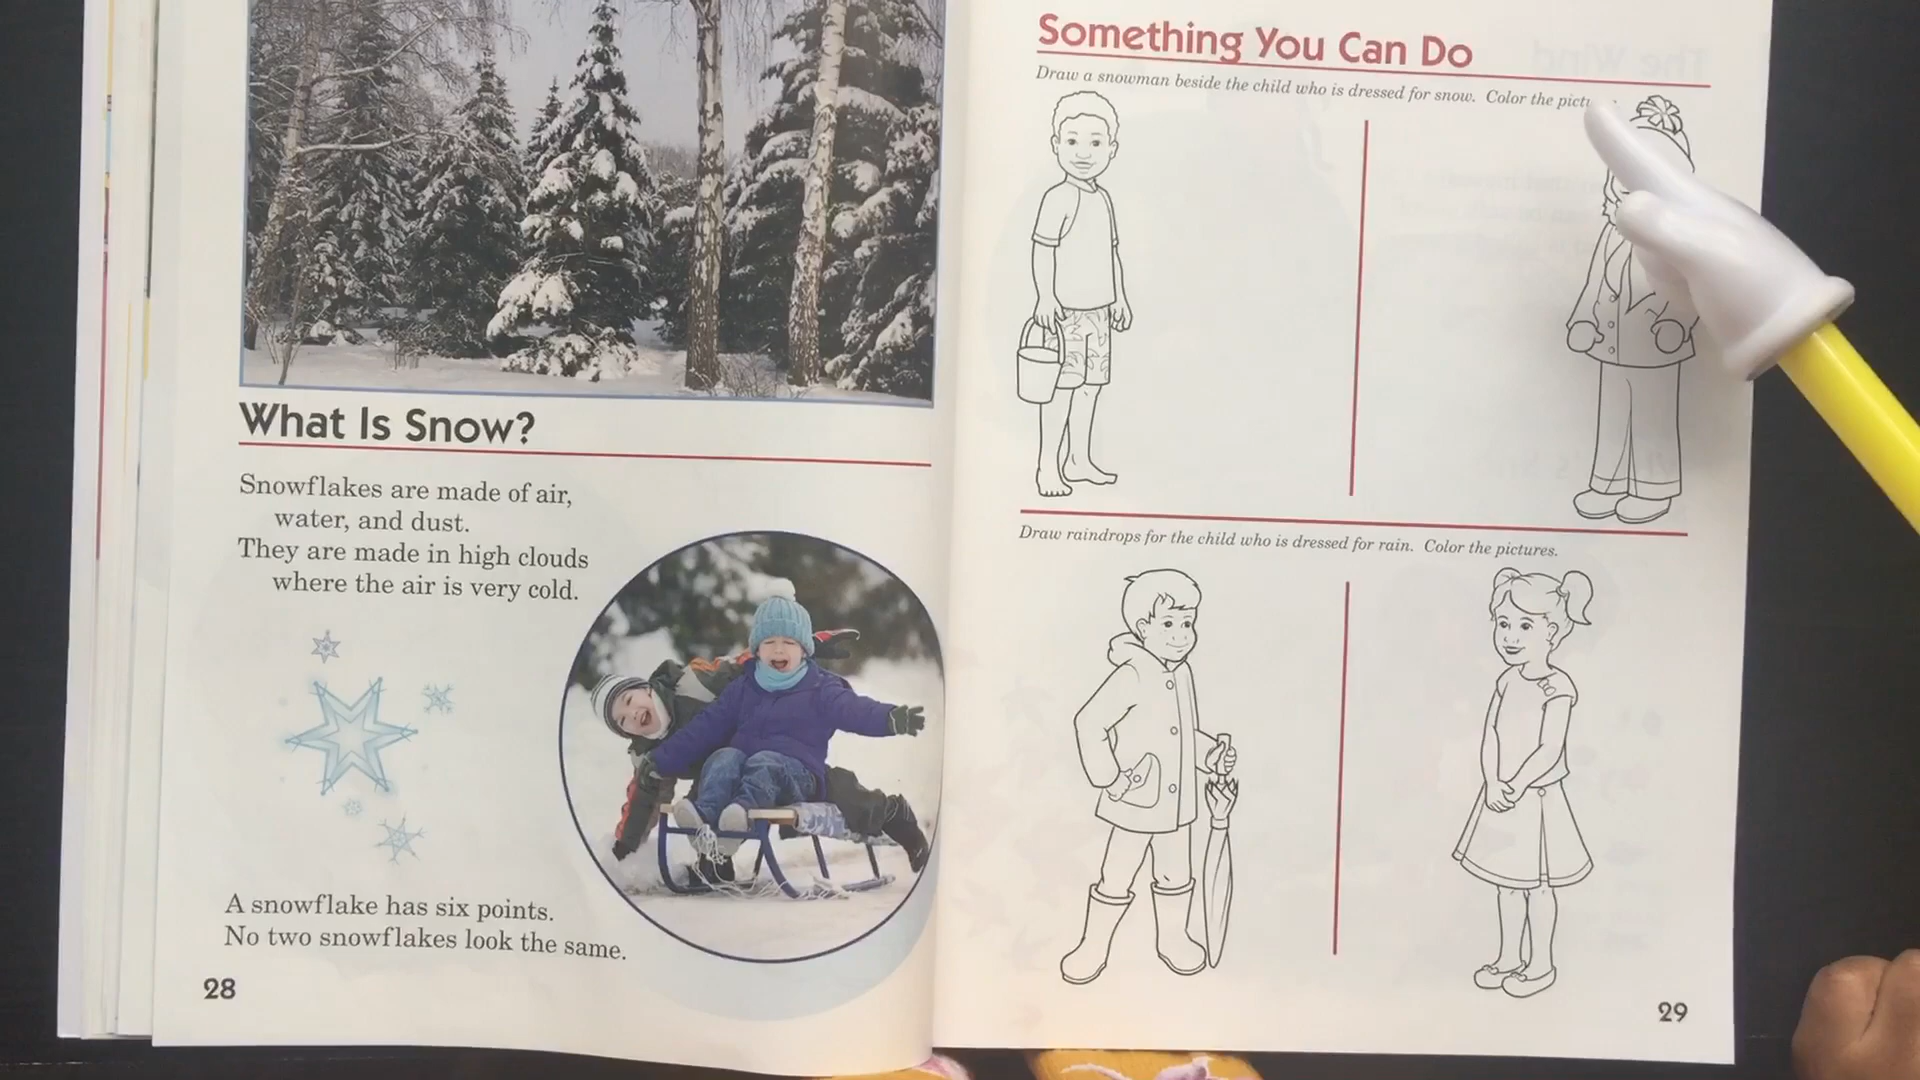 What Is Snow?
Snowflakes are made of air,
water, and dust.
They are made in high clouds
where the air is very cold.
A snowflake has six points.
No two snowflakes look the same.
28
Something You Can Do
Draw a snowman beside the child who is dressed for snow. Color the
Draw raindrops for the child who is dressed for rain. Color the pictures.
29